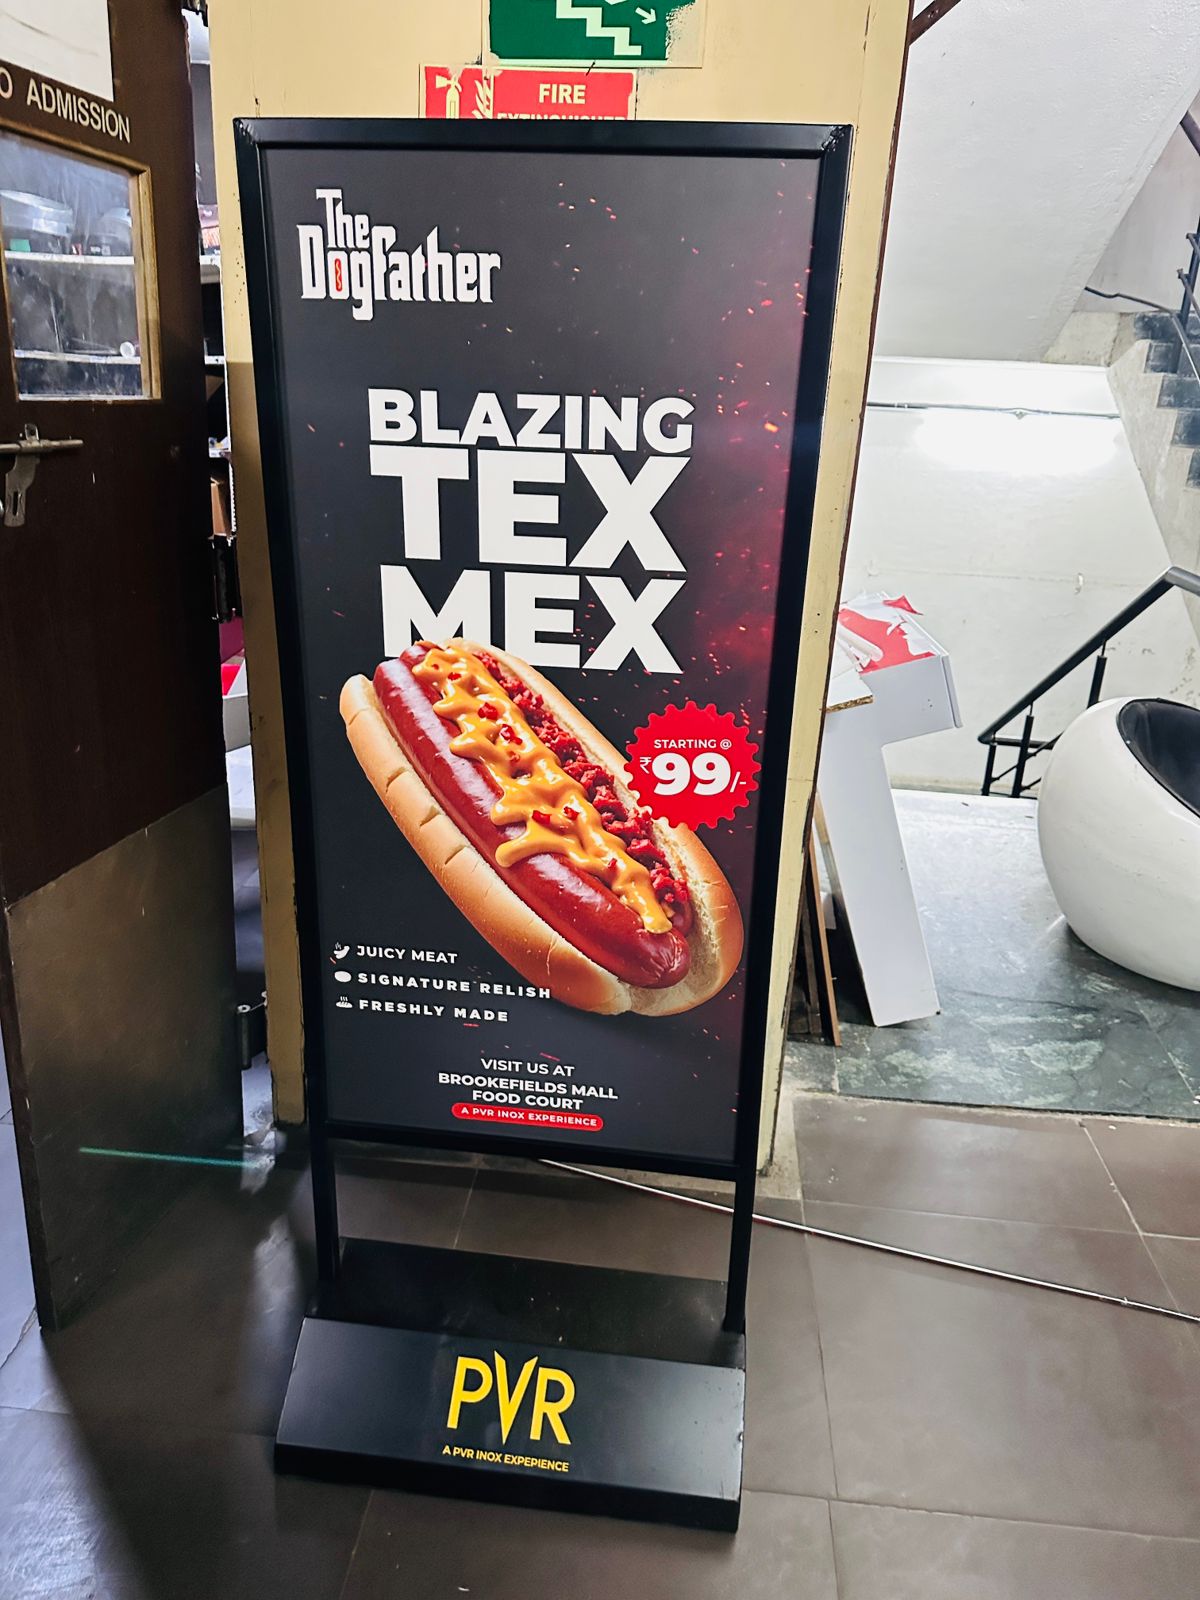 ADMISSION
FIRE
The
Dogfather
BLAZING
TEX
MEX
STARTING @
₹99/-
JUICY MEAT
SIGNATURE RELISH
FRESHLY MADE
VISIT US AT
BROOKEFIELDS MALL
FOOD COURT
A PVR INOX EXPERIENCE
PVR
A PVR INOX EXPEPIENCE